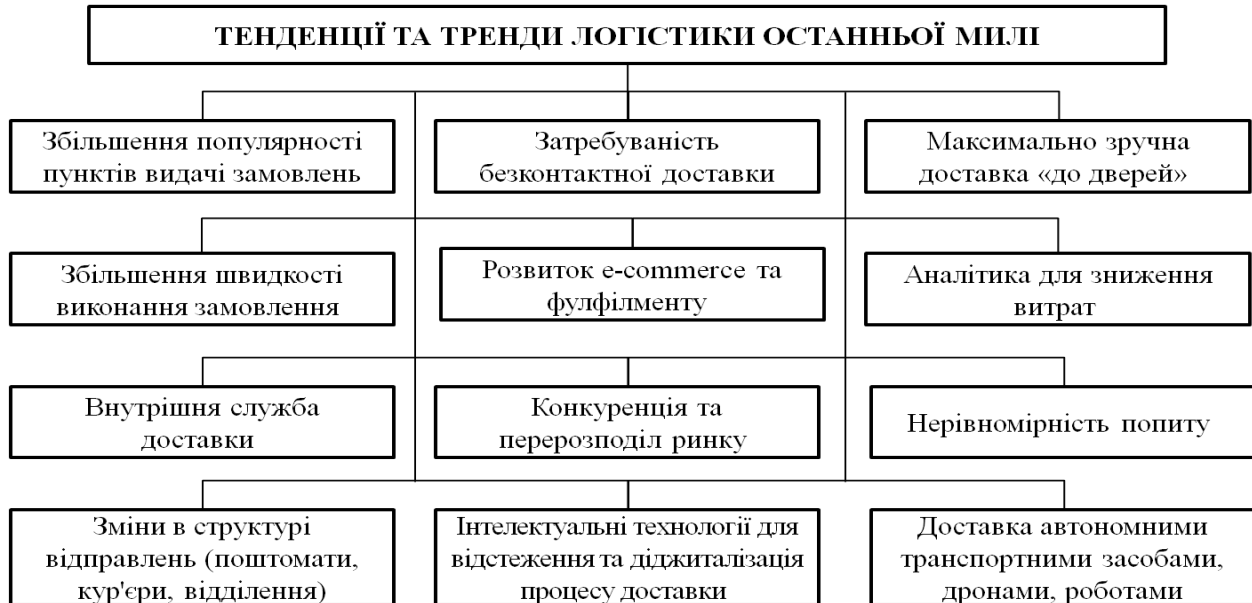 ТЕНДЕНЦІЇ ТА ТРЕНДИ ЛОГІСТИКИ ОСТАННЬОЇ МИЛІ
Збільшення популярності
пунктів видачі замовлень
Затребуваність
безконтактної доставки
Максимально зручна
доставка «до дверей»
Збільшення швидкості
виконання замовлення
Розвиток e-commerce та
фулфілменту
Аналітика для зниження
витрат
Внутрішня служба
доставки
Конкуренція та
перерозподіл ринку
Нерівномірність попиту
Зміни в структурі
відправлень (поштомати,
кур'єри, відділення)
Інтелектуальні технології для
відстеження та діджиталізація
процесу доставки
Доставка автономними
транспортними засобами,
дронами, роботами